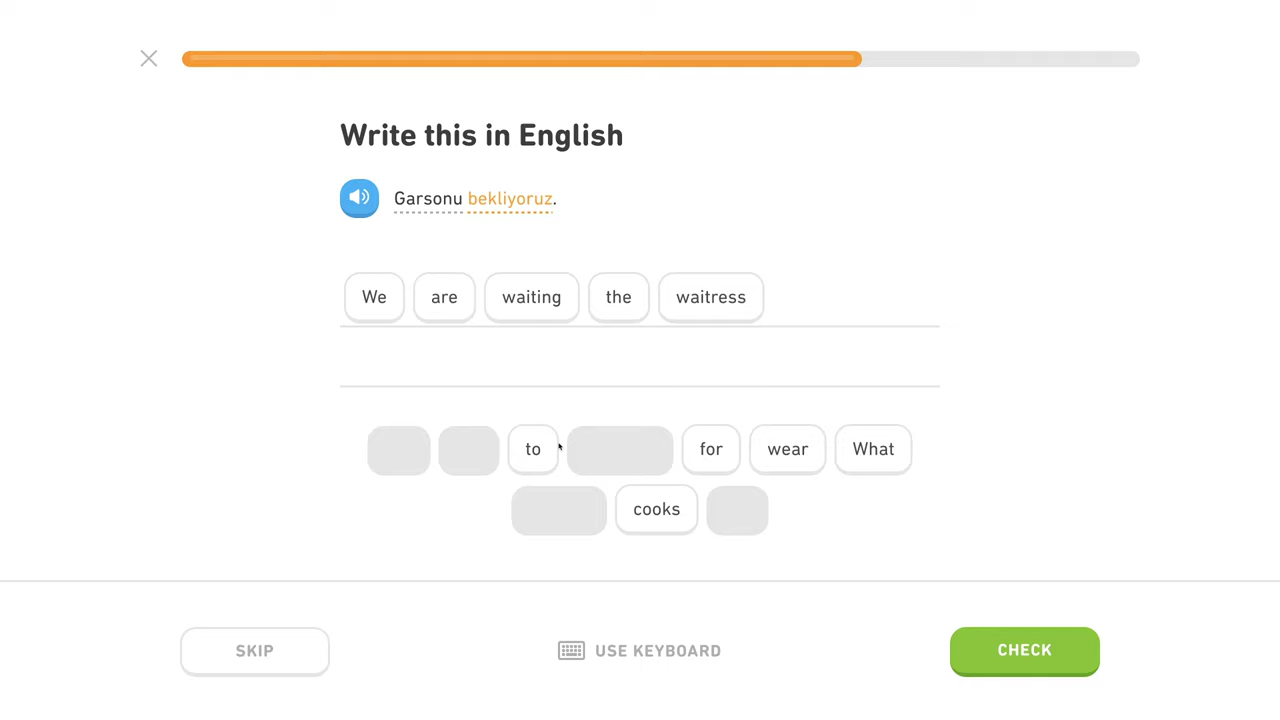 Write this in English
Garsonu bekliyoruz.
We are waiting the waitress
to for wear What
cooks
SKIP USE KEYBOARD CHECK